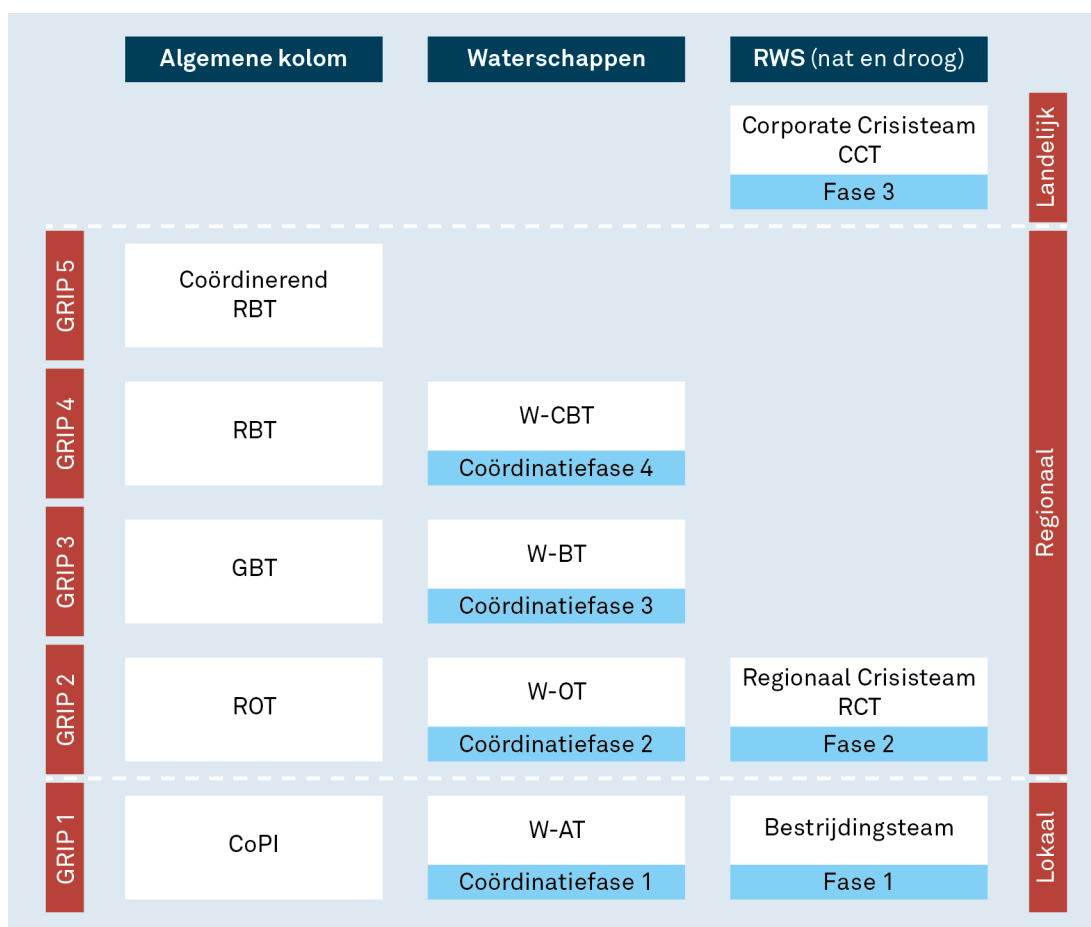 Algemene kolom
Waterschappen
RWS (nat en droog)
Corporate Crisisteam
CCT
Fase 3
Landelijk
GRIP 5
Coördinerend
RBT
Regionaal
GRIP 4
RBT
W-CBT
Coördinatiefase 4
GRIP 3
GBT
W-BT
Coördinatiefase 3
GRIP 2
ROT
W-OT
Coördinatiefase 2
Regionaal Crisisteam
RCT
Fase 2
GRIP 1
CoPI
W-AT
Coördinatiefase 1
Bestrijdingsteam
Fase 1
Lokaal